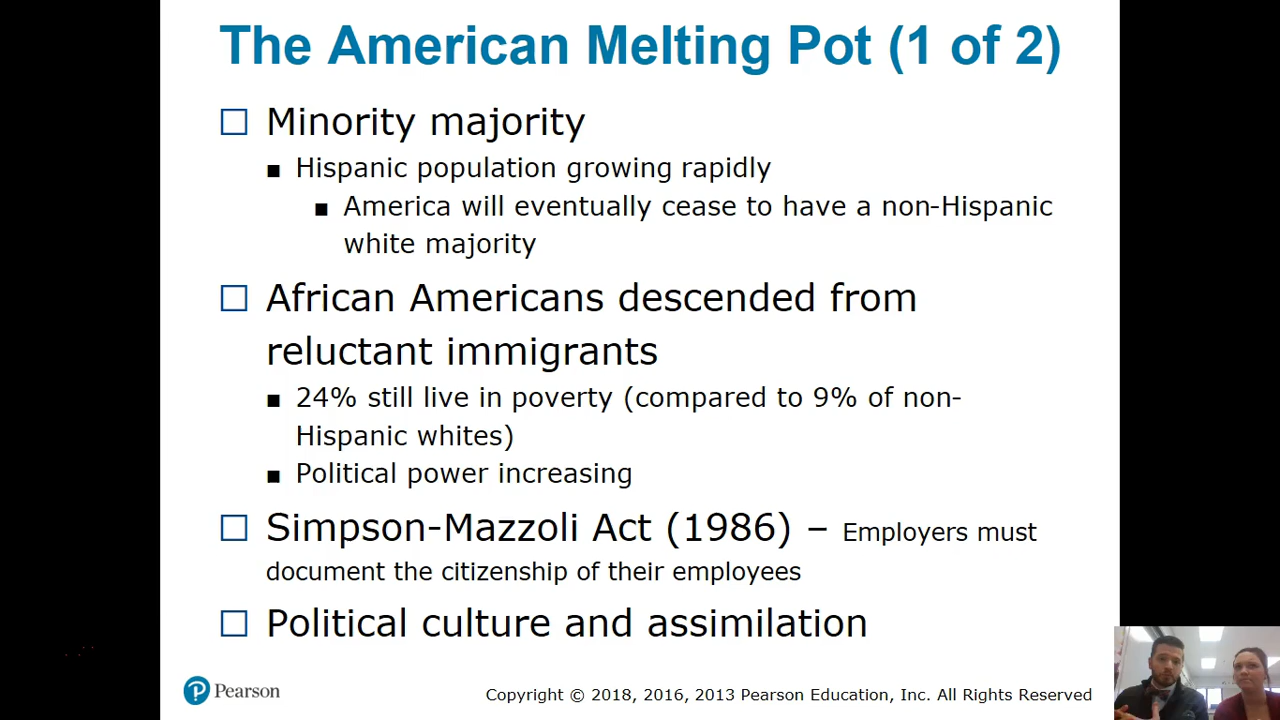 The American Melting Pot (1 of 2)
Minority majority
Hispanic population growing rapidly
America will eventually cease to have a non-Hispanic
white majority
African Americans descended from
reluctant immigrants
24% still live in poverty (compared to 9% of non-
Hispanic whites)
Political power increasing
Simpson-Mazzoli Act (1986) – Employers must
document the citizenship of their employees
Political culture and assimilation
Pearson
Copyright © 2018, 2016, 2013 Pearson Education, Inc. All Rights Reserved